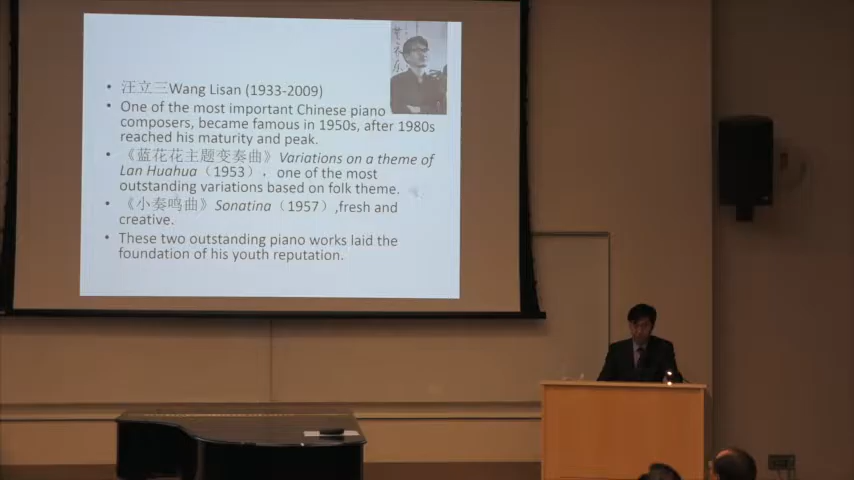 • 汪立三Wang Lisan (1933-2009)
• One of the most important Chinese piano
composers, became famous in 1950s, after 1980s
reached his maturity and peak.
• 《蓝花花主题变奏曲》Variations on a theme of
Lan Huahua（1953），one of the most
outstanding variations based on folk theme.
• 《小奏鸣曲》Sonatina（1957）,fresh and
creative.
• These two outstanding piano works laid the
foundation of his youth reputation.